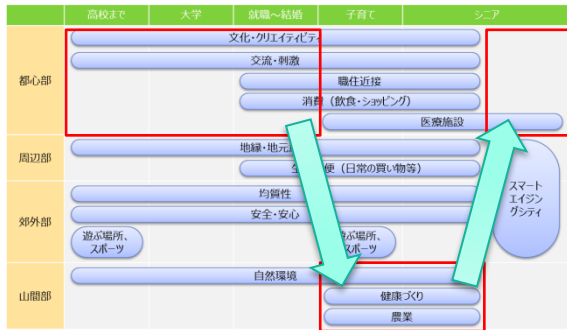 高校まで
大学
就職～結婚
子育て
シニア
都心部
文化・クリエイティビティ
交流・刺激
職住近接
消費（飲食・ショッピング）
医療施設
周辺部
地縁・地元
便（日常の買い物等）
スマート
エイジン
グシティ
郊外部
均質性
安全・安心
遊ぶ場所、
スポーツ
遊ぶ場所、
スポーツ
山間部
自然環境
健康づくり
農業